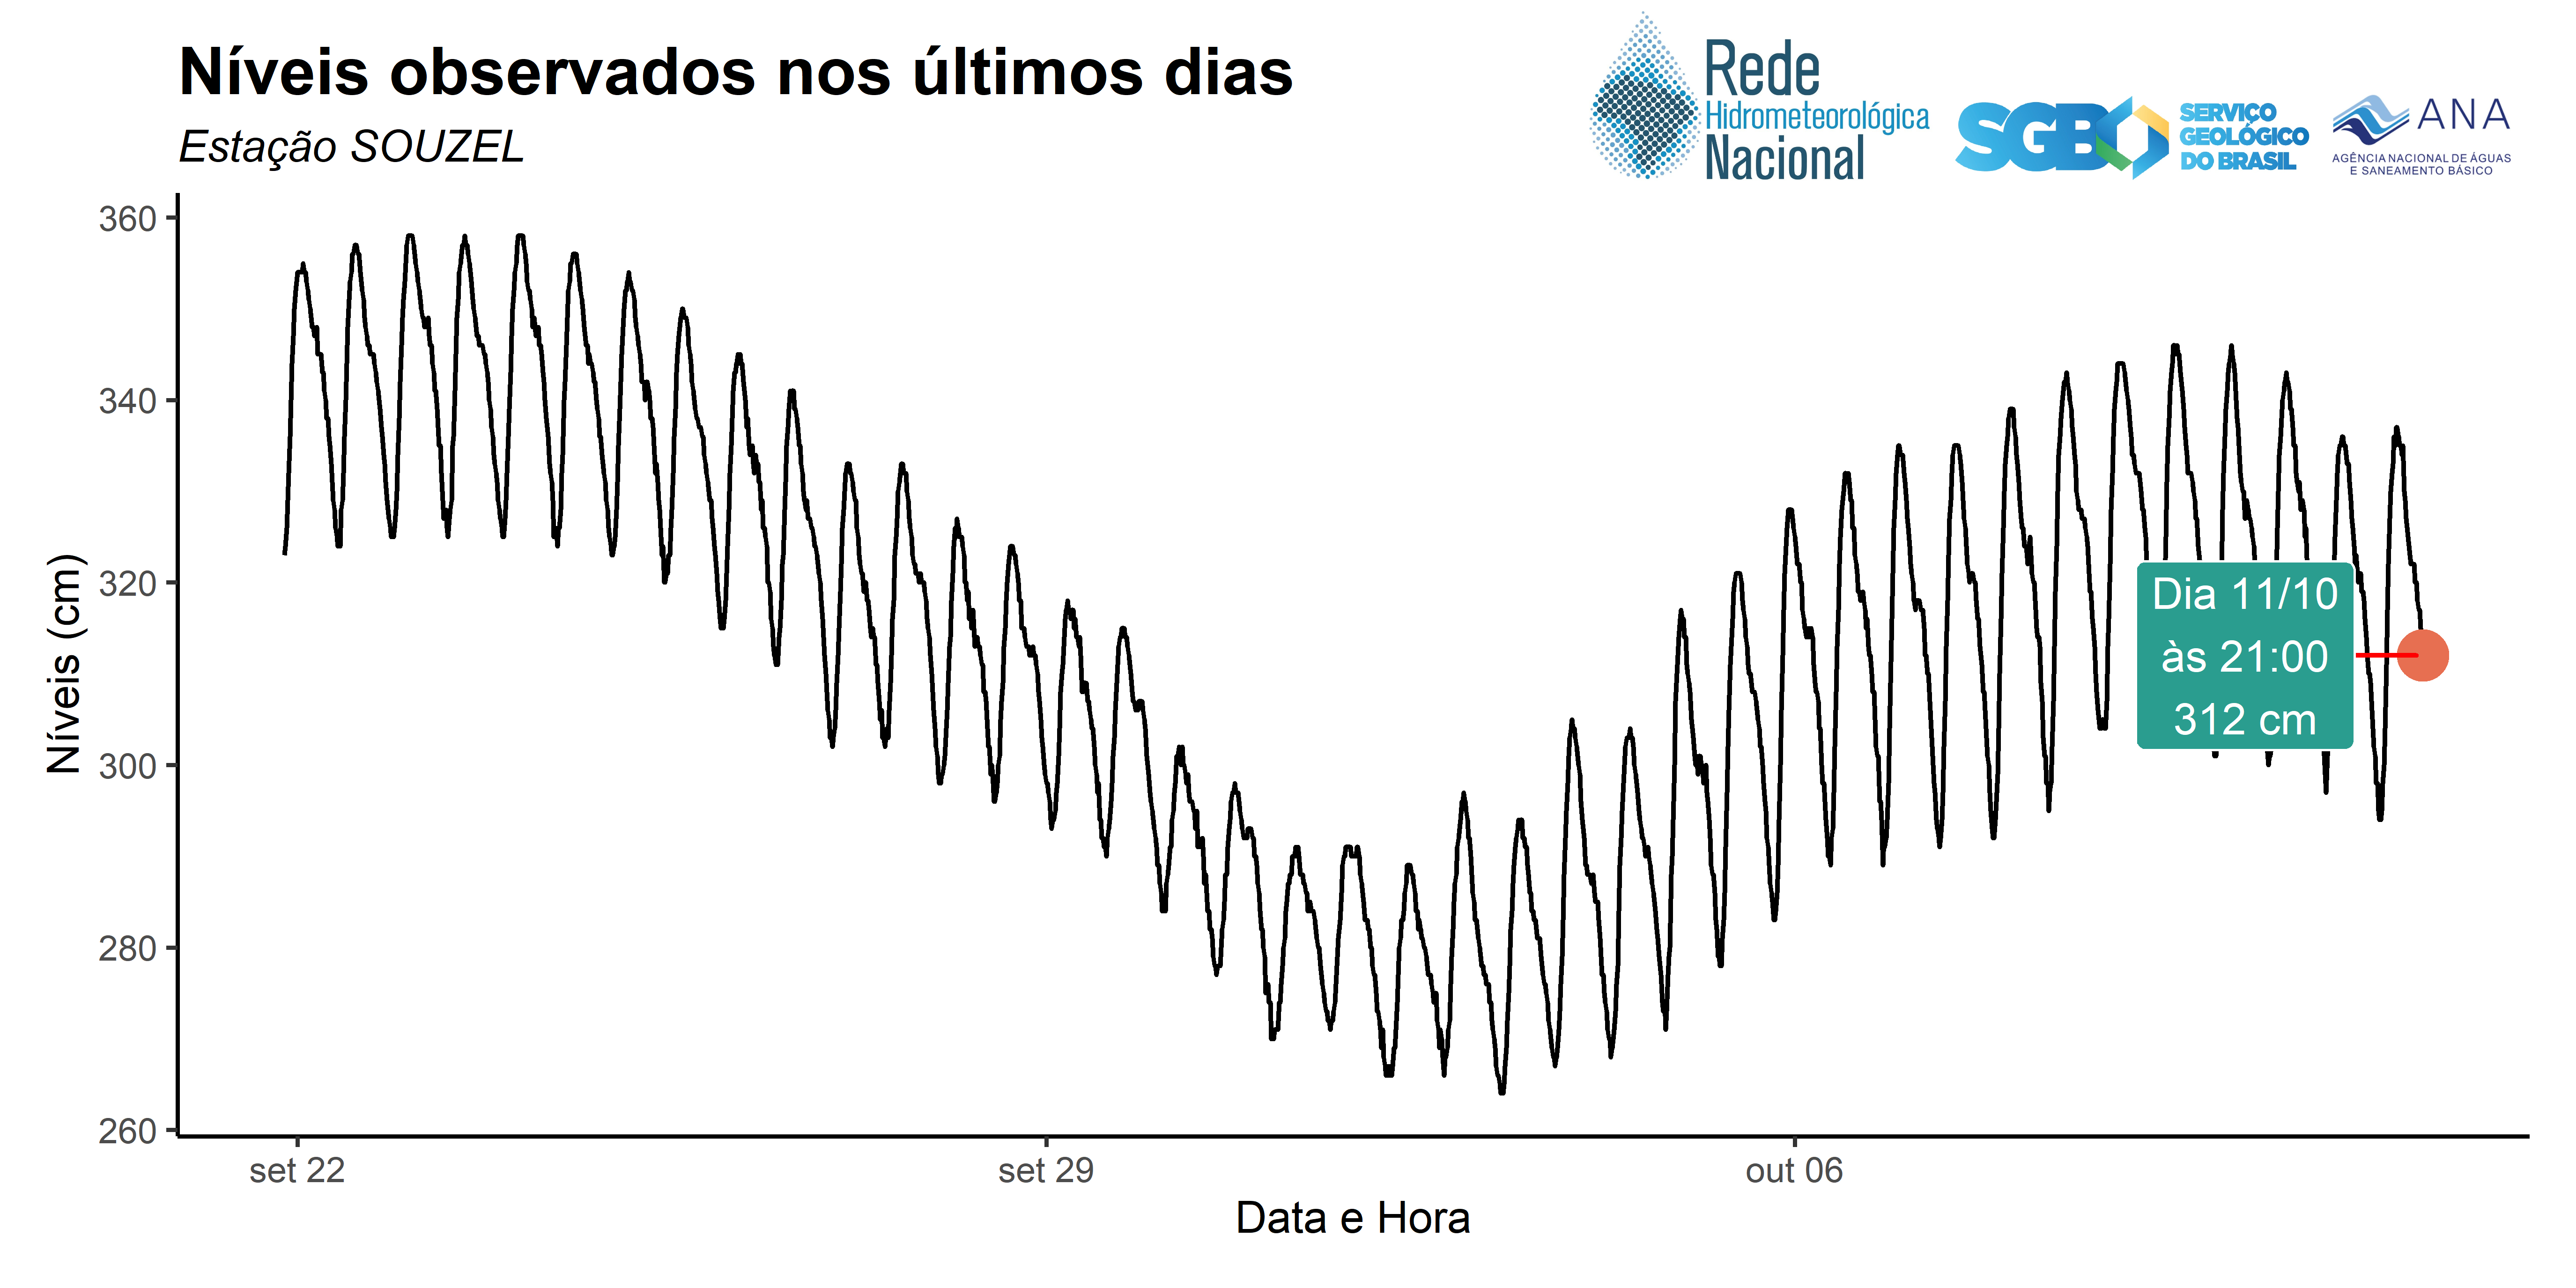 Níveis observados nos últimos dias
Estação SOUZEL
Rede
Hidrometeorológica
Nacional
SGB
SERVIÇO
GEOLÓGICO
DO BRASIL
ANA
AGÊNCIA NACIONAL DE ÁGUAS
E SANEAMENTO BÁSICO
360
340
320
300
280
260
Níveis (cm)
Dia 11/10
às 21:00
312 cm
set 22
set 29
out 06
Data e Hora